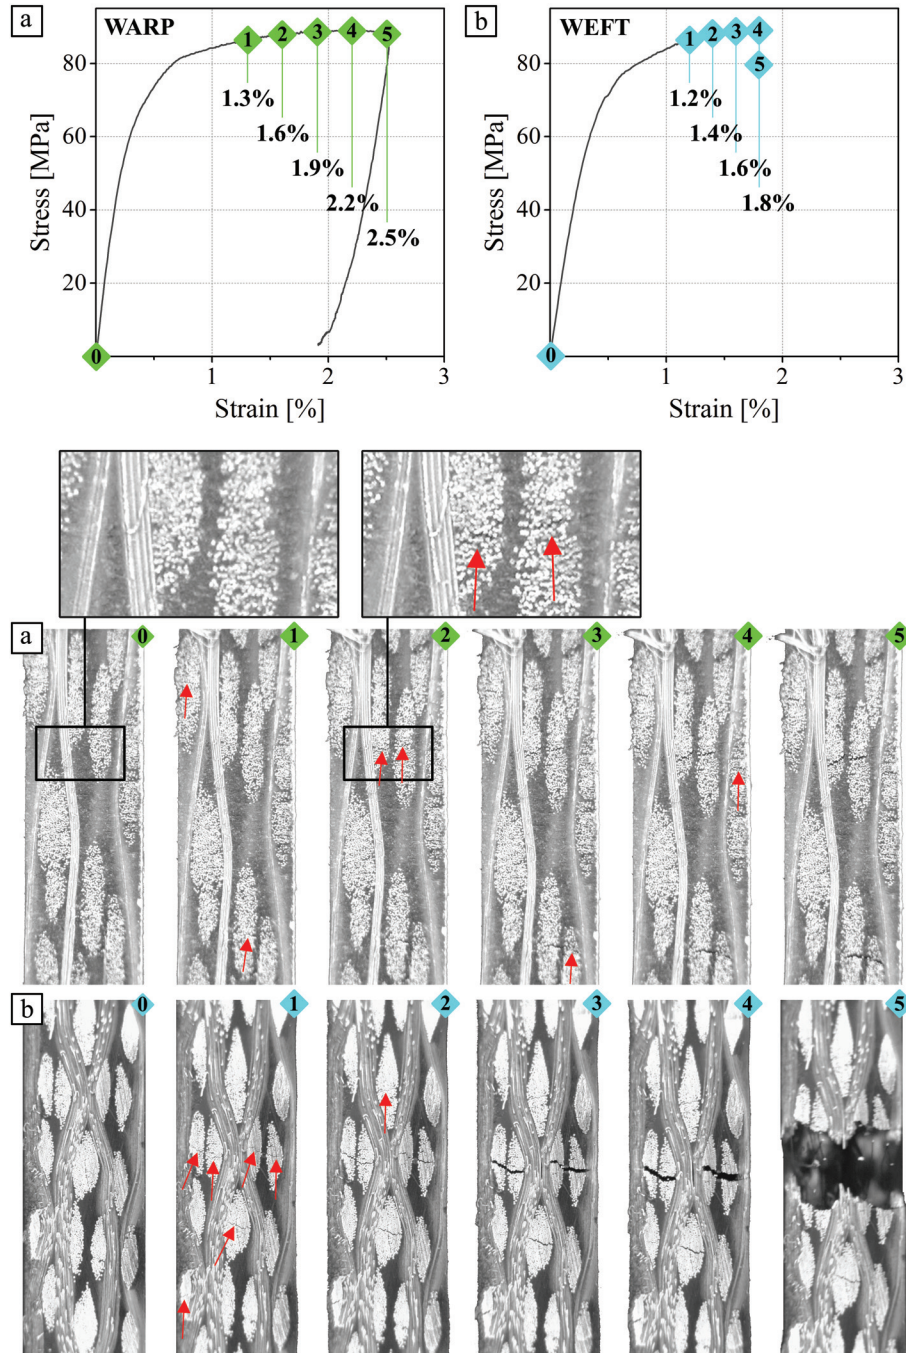 a
WARP
1 2 3 4 5
80
60
40
20
1.3%
1.6%
1.9%
2.2%
2.5%
0
1 2 3
Stress [MPa]
Strain [%]
b
WEFT
1 2 3 4
5
80
60
40
20
1.2%
1.4%
1.6%
1.8%
0
1 2 3
Stress [MPa]
Strain [%]
a
0 1 2 3 4 5
b
0 1 2 3 4 5